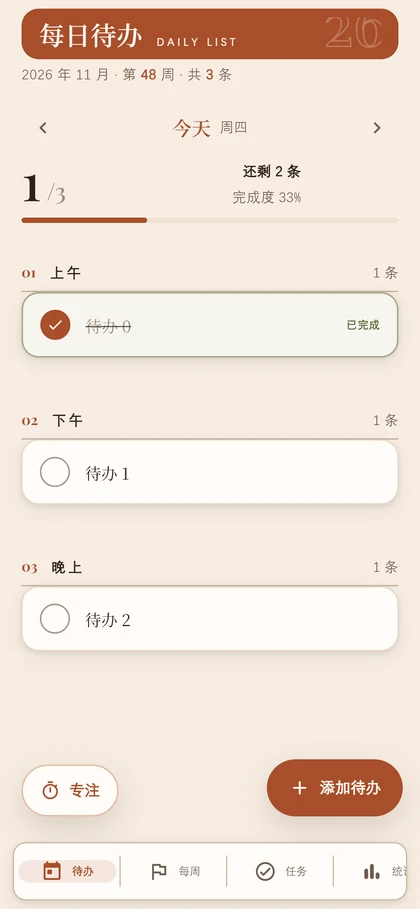 每日待办 DAILY LIST 26
2026 年 11 月 · 第 48 周 · 共 3 条
今天 周四
还剩 2 条
1 /3
完成度 33%
01 上午 1 条
待办 0 已完成
02 下午 1 条
待办 1
03 晚上 1 条
待办 2
专注 添加待办
待办 每周 任务 统